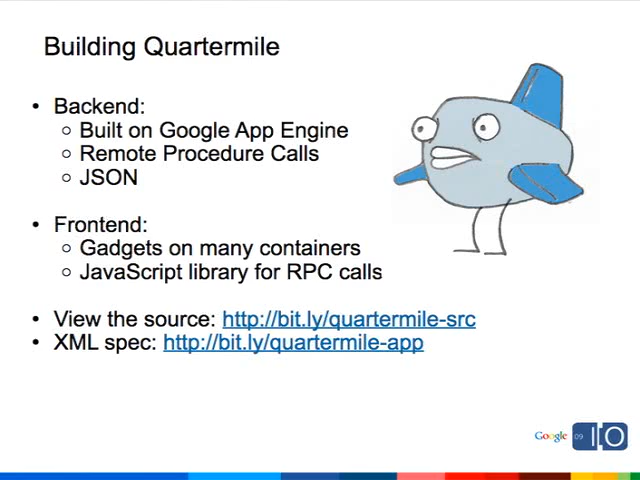 Building Quartermile
• Backend:
○ Built on Google App Engine
○ Remote Procedure Calls
○ JSON
• Frontend:
○ Gadgets on many containers
○ JavaScript library for RPC calls
• View the source: http://bit.ly/quartermile-src
• XML spec: http://bit.ly/quartermile-app
Google 09 IO